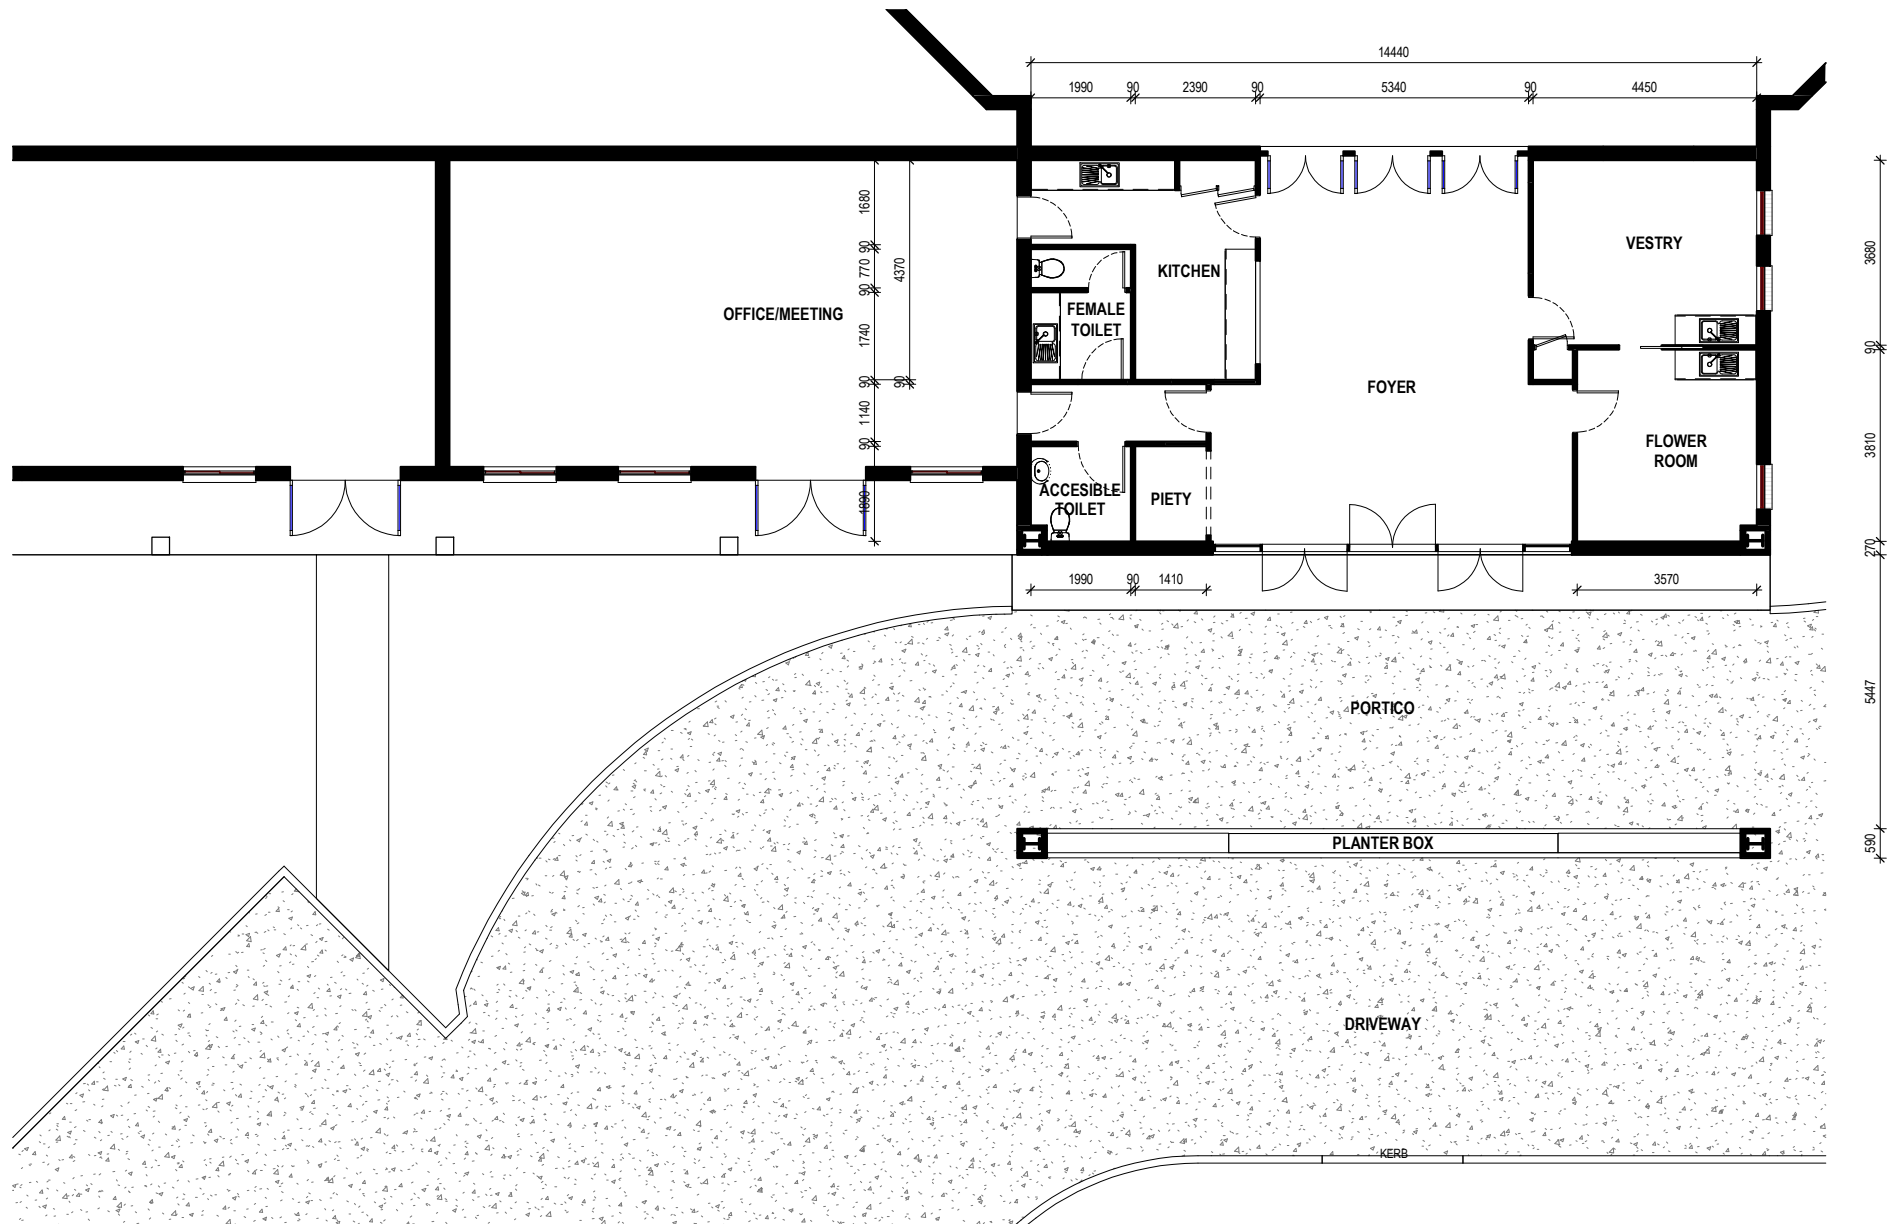 14440
1990
90
2390
90
5340
90
4450
1680
90
770
90
4370
1740
90
90
1140
90
1890
OFFICE/MEETING
KITCHEN
FEMALE
TOILET
ACCESIBLE
TOILET
PIETY
FOYER
VESTRY
FLOWER
ROOM
3680
90
3810
270
5447
590
1990
90
1410
3570
PORTICO
PLANTER BOX
DRIVEWAY
KERB